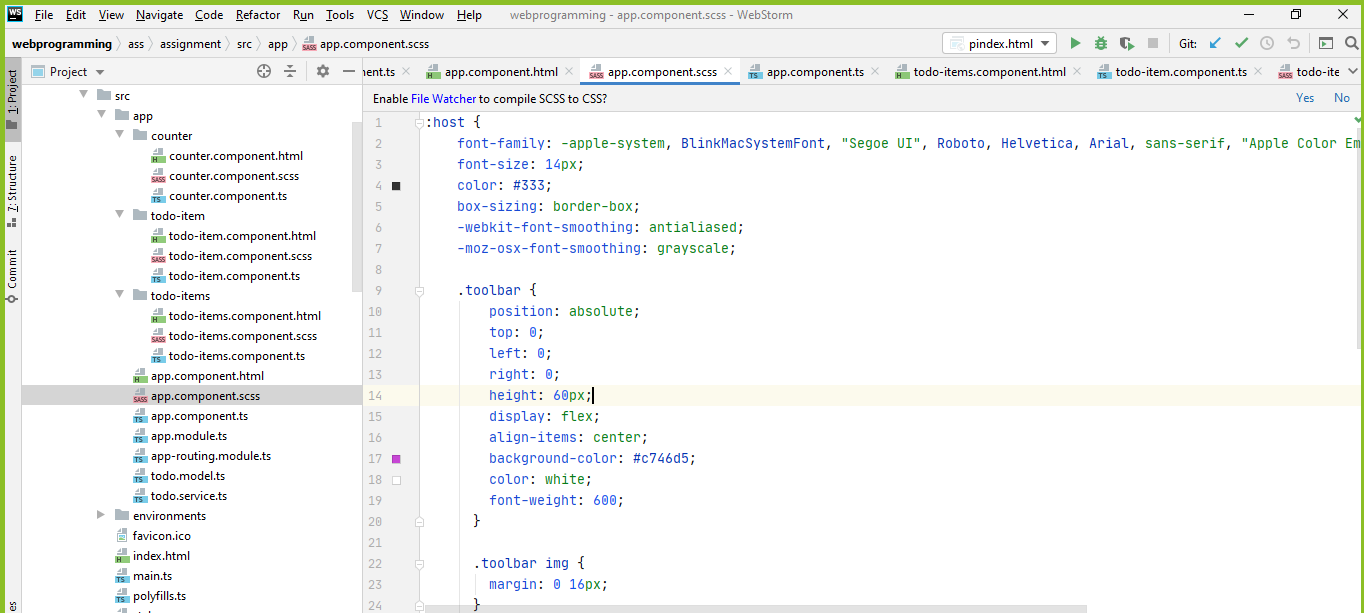 WS File Edit View Navigate Code Refactor Run Tools VCS Window Help webprogramming - app.component.scss - WebStorm
webprogramming ass assignment src app app.component.scss pindex.html Git:
1: Project
7: Structure
Commit
Project
src
app
counter
counter.component.html
counter.component.scss
counter.component.ts
todo-item
todo-item.component.html
todo-item.component.scss
todo-item.component.ts
todo-items
todo-items.component.html
todo-items.component.scss
todo-items.component.ts
app.component.html
app.component.scss
app.component.ts
app.module.ts
app-routing.module.ts
todo.model.ts
todo.service.ts
environments
favicon.ico
index.html
main.ts
polyfills.ts
nent.ts app.component.html app.component.scss app.component.ts todo-items.component.html todo-item.component.ts todo-ite
Enable File Watcher to compile SCSS to CSS? Yes No
1 :host {
2 font-family: -apple-system, BlinkMacSystemFont, "Segoe UI", Roboto, Helvetica, Arial, sans-serif, "Apple Color Em
3 font-size: 14px;
4 color: #333;
5 box-sizing: border-box;
6 -webkit-font-smoothing: antialiased;
7 -moz-osx-font-smoothing: grayscale;
8
9 .toolbar {
10 position: absolute;
11 top: 0;
12 left: 0;
13 right: 0;
14 height: 60px;
15 display: flex;
16 align-items: center;
17 background-color: #c746d5;
18 color: white;
19 font-weight: 600;
20 }
21
22 .toolbar img {
23 margin: 0 16px;
24 }